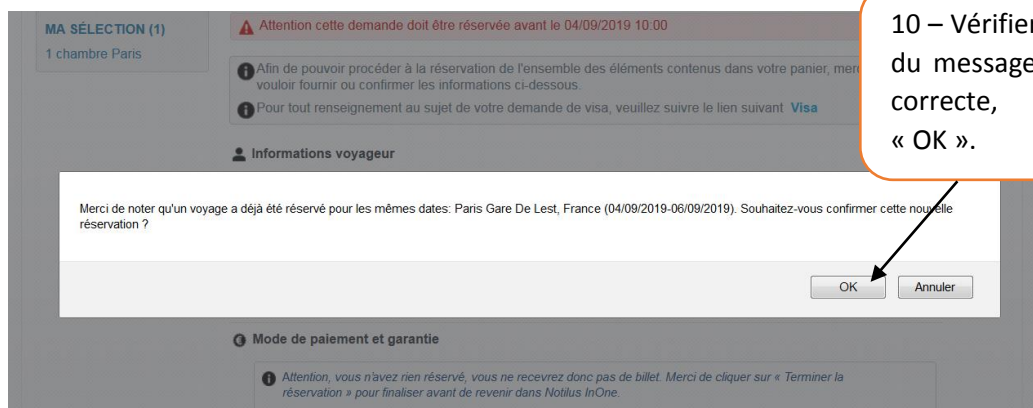 MA SÉLECTION (1)
1 chambre Paris
Attention cette demande doit être réservée avant le 04/09/2019 10:00
Afin de pouvoir procéder à la réservation de l'ensemble des éléments contenus dans votre panier,
vouloir fournir ou confirmer les informations ci-dessous.
Pour tout renseignement au sujet de votre demande de visa, veuillez suivre le lien suivant Visa
Informations voyageur
10 – Vérifier
du message
correcte,
« OK ».
Merci de noter qu'un voyage a déjà été réservé pour les mêmes dates: Paris Gare De Lest, France (04/09/2019-06/09/2019). Souhaitez-vous confirmer cette nouvelle
réservation ?
OK Annuler
Mode de paiement et garantie
Attention, vous n'avez rien réservé, vous ne recevrez donc pas de billet. Merci de cliquer sur « Terminer la
réservation » pour finaliser avant de revenir dans Notilus InOne.